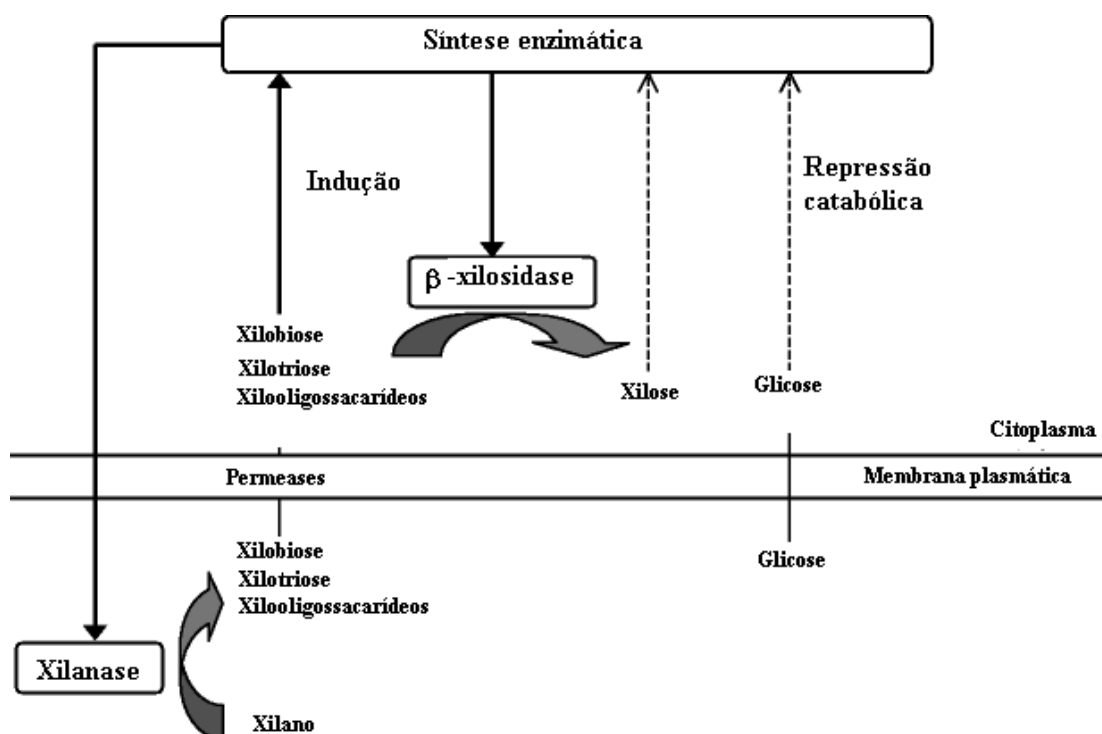 Síntese enzimática
Indução
Repressão
catabólica
β-xilosidase
Xilobiose
Xilotriose
Xilooligossacarídeos
Xilose
Glicose
Citoplasma
Permeases
Membrana plasmática
Xilobiose
Xilotriose
Xilooligossacarídeos
Glicose
Xilanase
Xilano